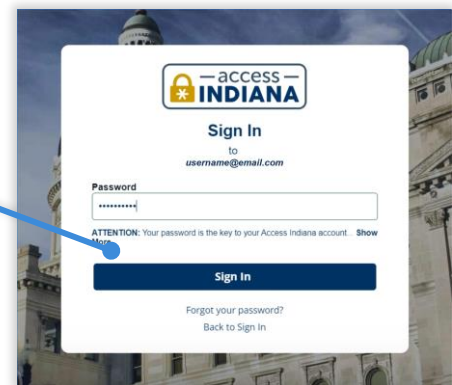 access
INDIANA
Sign In
to
username@email.com
Password
ATTENTION: Your password is the key to your Access Indiana account... Show
More
Sign In
Forgot your password?
Back to Sign In